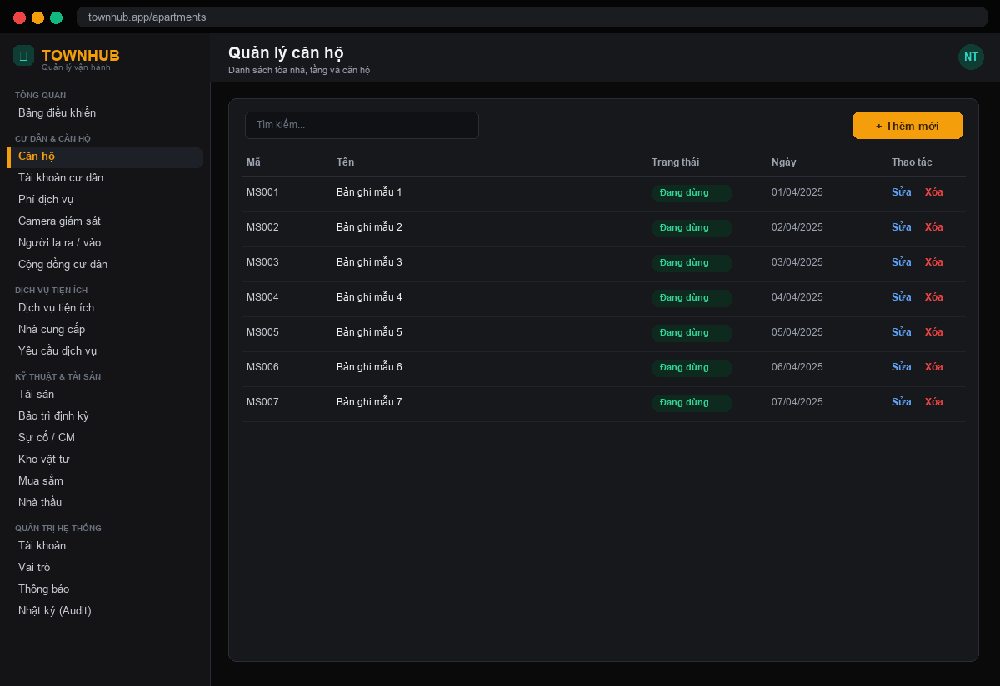 townhub.app/apartments
TOWNHUB
Quản lý vận hành
TỔNG QUAN
Bảng điều khiển
CƯ DÂN & CĂN HỘ
Căn hộ
Tài khoản cư dân
Phí dịch vụ
Camera giám sát
Người lạ ra / vào
Cộng đồng cư dân
DỊCH VỤ TIỆN ÍCH
Dịch vụ tiện ích
Nhà cung cấp
Yêu cầu dịch vụ
KỸ THUẬT & TÀI SẢN
Tài sản
Bảo trì định kỳ
Sự cố / CM
Kho vật tư
Mua sắm
Nhà thầu
QUẢN TRỊ HỆ THỐNG
Tài khoản
Vai trò
Thông báo
Nhật ký (Audit)
Quản lý căn hộ
Danh sách tòa nhà, tầng và căn hộ
NT
Tìm kiếm...
+ Thêm mới
Mã Tên Trạng thái Ngày Thao tác
MS001 Bản ghi mẫu 1 Đang dùng 01/04/2025 Sửa Xóa
MS002 Bản ghi mẫu 2 Đang dùng 02/04/2025 Sửa Xóa
MS003 Bản ghi mẫu 3 Đang dùng 03/04/2025 Sửa Xóa
MS004 Bản ghi mẫu 4 Đang dùng 04/04/2025 Sửa Xóa
MS005 Bản ghi mẫu 5 Đang dùng 05/04/2025 Sửa Xóa
MS006 Bản ghi mẫu 6 Đang dùng 06/04/2025 Sửa Xóa
MS007 Bản ghi mẫu 7 Đang dùng 07/04/2025 Sửa Xóa